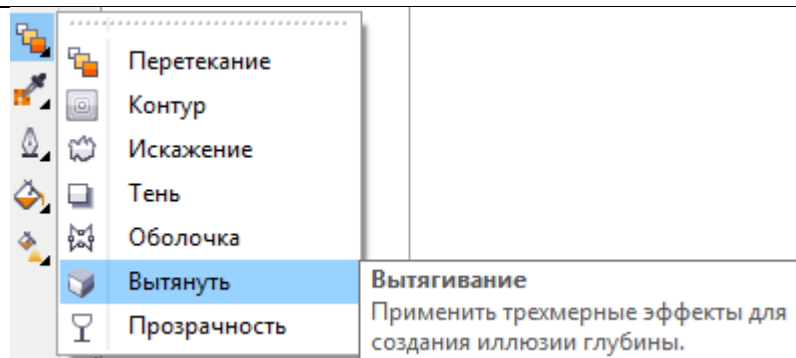 Перетекание
Контур
Искажение
Тень
Оболочка
Вытянуть
Прозрачность
Вытягивание
Применить трехмерные эффекты для
создания иллюзии глубины.